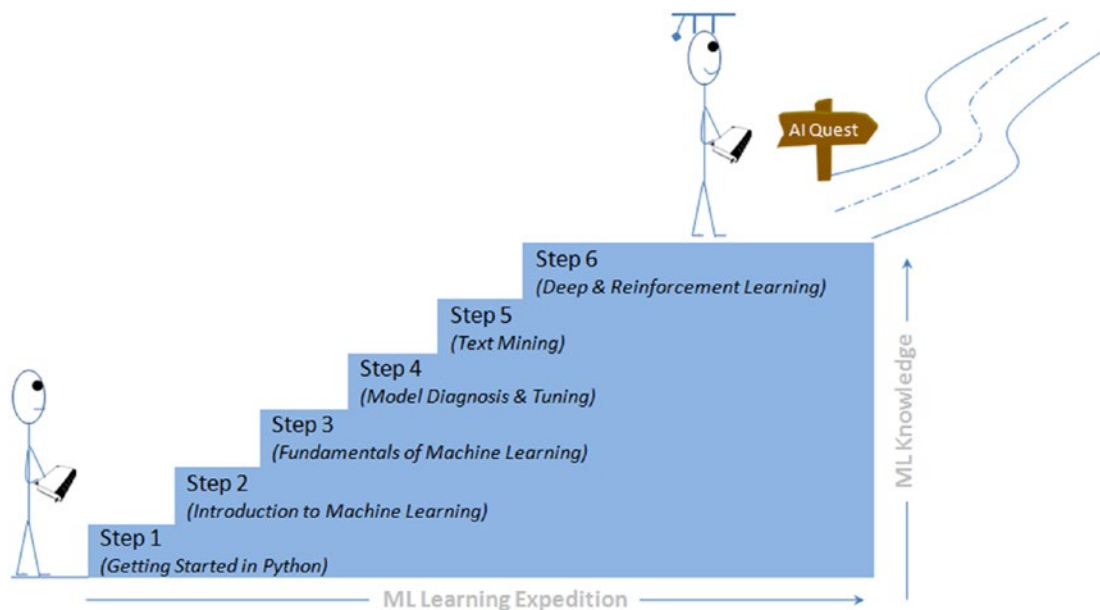 AI Quest
Step 6
(Deep & Reinforcement Learning)
Step 5
(Text Mining)
Step 4
(Model Diagnosis & Tuning)
Step 3
(Fundamentals of Machine Learning)
Step 2
(Introduction to Machine Learning)
Step 1
(Getting Started in Python)
ML Knowledge
ML Learning Expedition